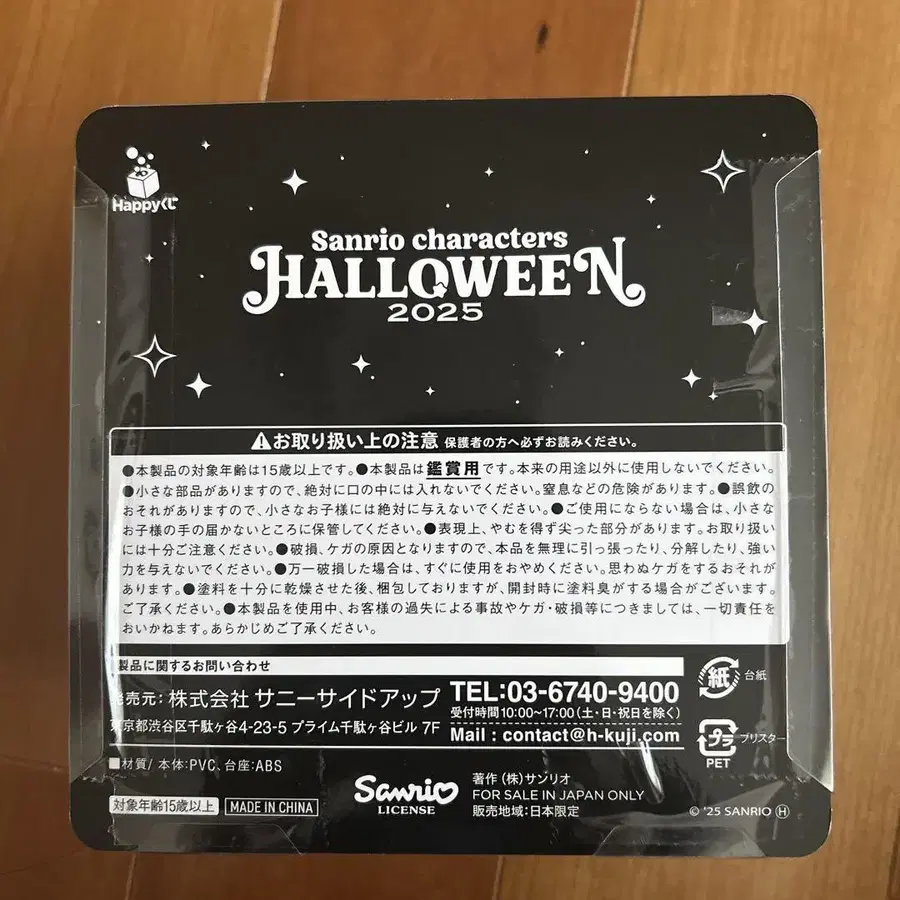 Happyくじ
Sanrio characters
HALLOWEEN
2025
お取り扱い上の注意 保護者の方へ必ずお読みください。
●本製品の対象年齢は15歳以上です。●本製品は鑑賞用です。本来の用途以外に使用しないでください。
●小さな部品がありますので、絶対に口の中には入れないでください。窒息などの危険があります。●誤飲の
おそれがありますので、小さなお子様には絶対に与えないでください。●ご使用にならない場合は、小さな
お子様の手の届かないところに保管してください。●表現上、やむを得ず尖った部分があります。お取り扱い
には十分ご注意ください。●破損、ケガの原因となりますので、本品を無理に引っ張ったり、分解したり、強い
力を与えないでください。●万一破損した場合は、すぐに使用をおやめください。思わぬケガをするおそれが
あります。●塗料を十分に乾燥させた後、梱包しておりますが、開封時に塗料臭がする場合がございます。
ご了承ください。●本製品を使用中、お客様の過失による事故やケガ・破損等につきましては、一切責任を
おいかねます。あらかじめご了承ください。
製品に関するお問い合わせ
発売元：株式会社 サニーサイドアップ
東京都渋谷区千駄ヶ谷4-23-5 プライム千駄ヶ谷ビル 7F
TEL:03-6740-9400
受付時間10:00~17:00(土・日・祝日を除く)
Mail : contact@h-kuji.com
紙 台紙
プラ ブリスター
PET
■材質/ 本体:PVC、台座:ABS
対象年齢15歳以上 MADE IN CHINA
Sanrio
LICENSE
著作 (株)サンリオ
FOR SALE IN JAPAN ONLY
販売地域:日本限定
© '25 SANRIO Ⓗ